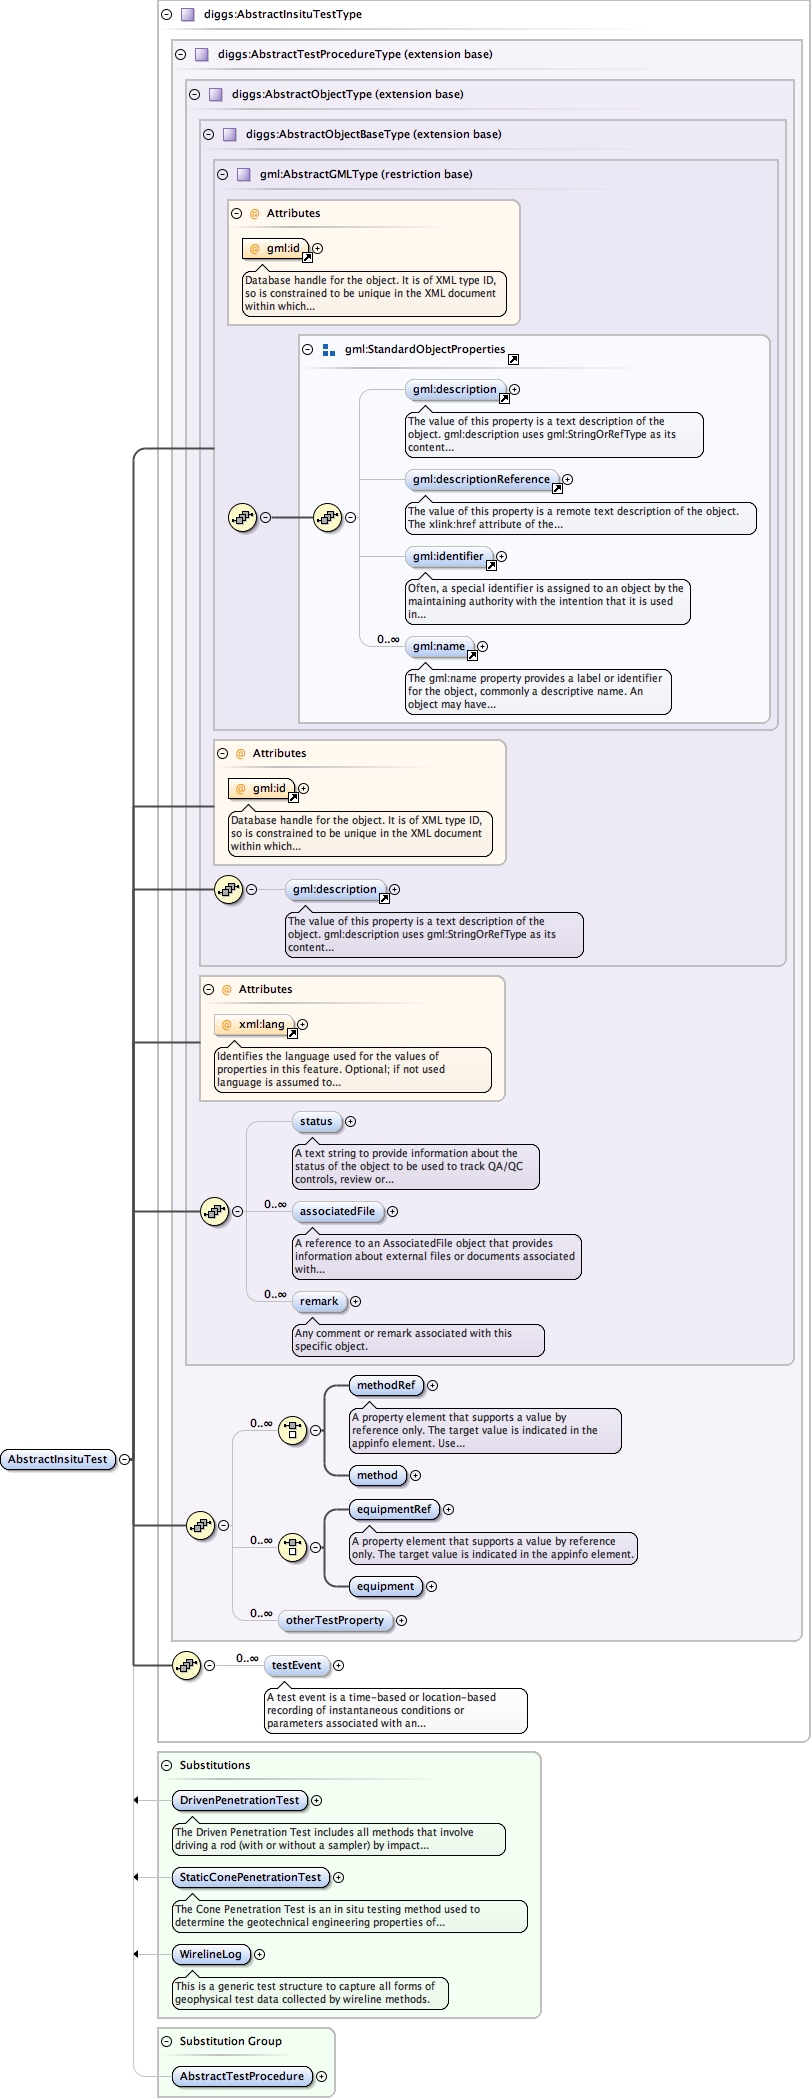 diggs:AbstractInsituTestType
diggs:AbstractTestProcedureType (extension base)
diggs:AbstractObjectType (extension base)
diggs:AbstractObjectBaseType (extension base)
gml:AbstractGMLType (restriction base)
@ Attributes
@ gml:id
Database handle for the object. It is of XML type ID,
so is constrained to be unique in the XML document
within which...
gml:StandardObjectProperties
gml:description
The value of this property is a text description of the
object. gml:description uses gml:StringOrRefType as its
content...
gml:descriptionReference
The value of this property is a remote text description of the object.
The xlink:href attribute of the...
gml:identifier
Often, a special identifier is assigned to an object by the
maintaining authority with the intention that it is used
in...
0..∞
gml:name
The gml:name property provides a label or identifier
for the object, commonly a descriptive name. An
object may have...
@ Attributes
@ gml:id
Database handle for the object. It is of XML type ID,
so is constrained to be unique in the XML document
within which...
gml:description
The value of this property is a text description of the
object. gml:description uses gml:StringOrRefType as its
content...
@ Attributes
@ xml:lang
Identifies the language used for the values of
properties in this feature. Optional; if not used
language is assumed to...
status
A text string to provide information about the
status of the object to be used to track QA/QC
controls, review or...
0..∞
associatedFile
A reference to an AssociatedFile object that provides
information about external files or documents associated
with...
0..∞
remark
Any comment or remark associated with this
specific object.
methodRef
0..∞
A property element that supports a value by
reference only. The target value is indicated in the
appinfo element. Use...
AbstractInsituTest
method
equipmentRef
0..∞
A property element that supports a value by reference
only. The target value is indicated in the appinfo element.
equipment
0..∞
otherTestProperty
0..∞
testEvent
A test event is a time-based or location-based
recording of instantaneous conditions or
parameters associated with an...
Substitutions
DrivenPenetrationTest
The Driven Penetration Test includes all methods that involve
driving a rod (with or without a sampler) by impact...
StaticConePenetrationTest
The Cone Penetration Test is an in situ testing method used to
determine the geotechnical engineering properties of...
WirelineLog
This is a generic test structure to capture all forms of
geophysical test data collected by wireline methods.
Substitution Group
AbstractTestProcedure